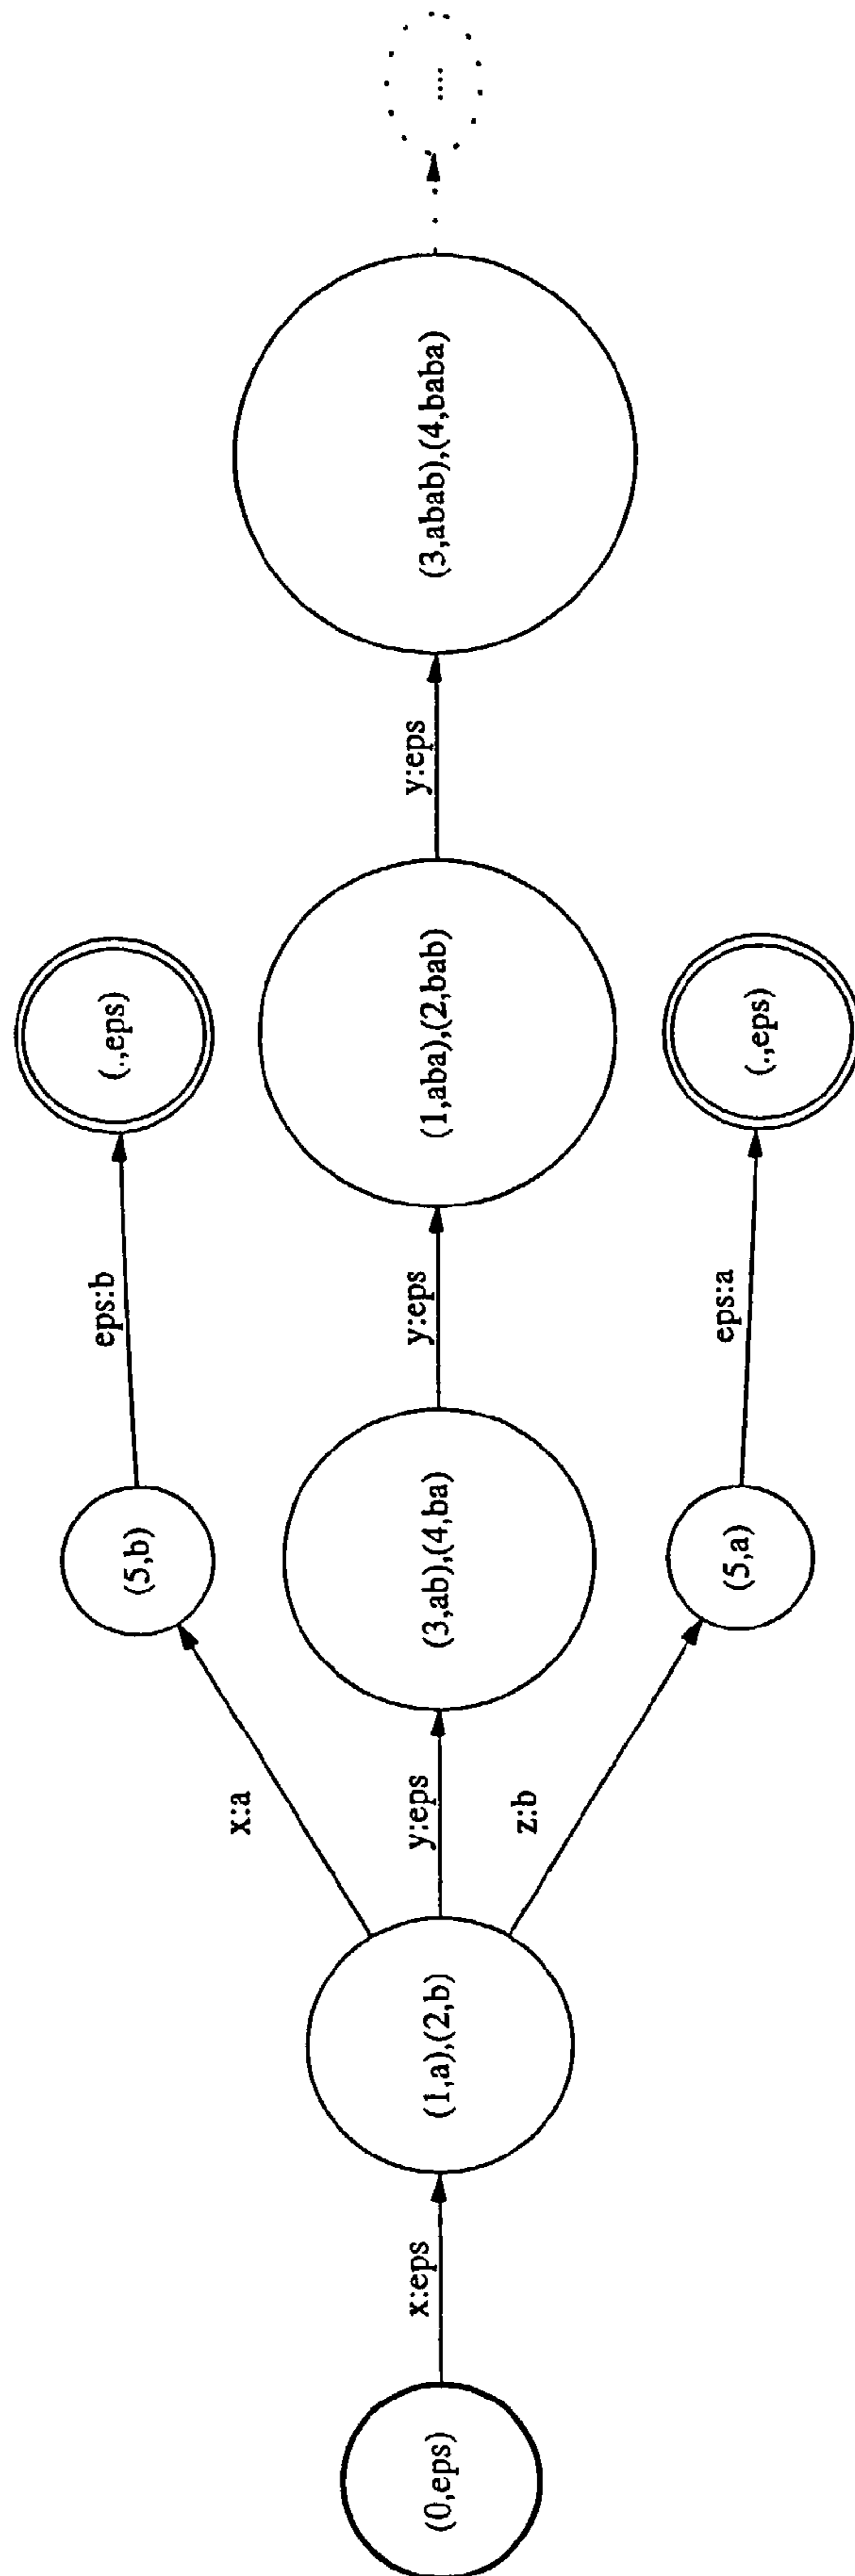 (0,eps)
x:eps
(1,a),(2,b)
x:a
y:eps
z:b
(5,b)
(3,ab),(4,ba)
(5,a)
eps:b
y:eps
eps:a
(.,eps)
(1,aba),(2,bab)
(.,eps)
y:eps
(3,abab),(4,baba)
....